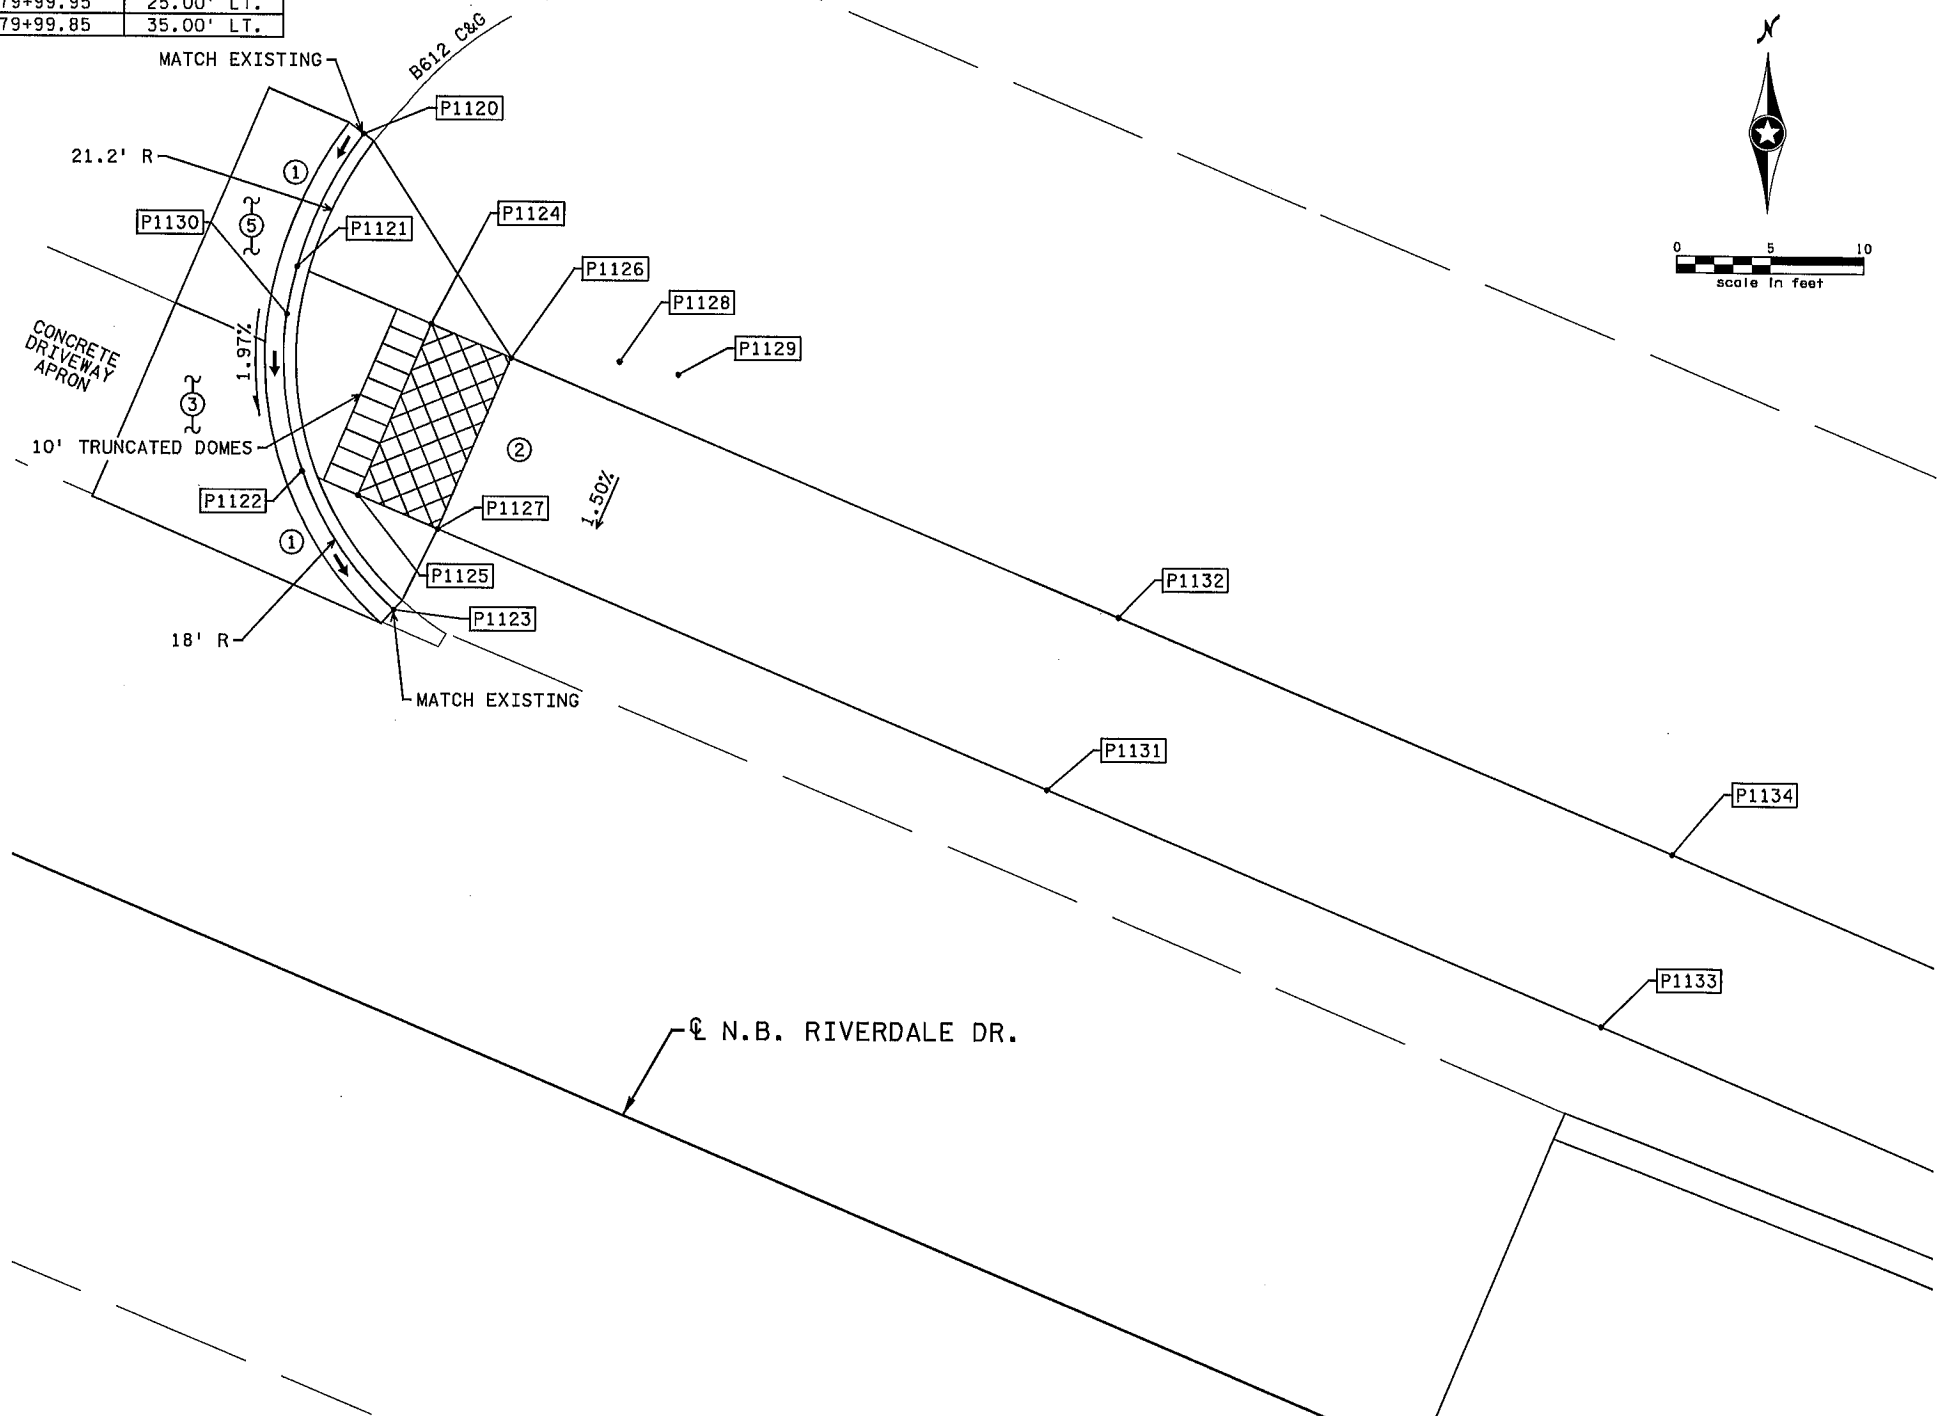 79+99.95 25.00' LT.
79+99.85 35.00' LT.
MATCH EXISTING
B612 C&G
P1120
N
21.2' R
1
P1130
5
P1121
P1124
P1126
P1128
P1129
0 5 10
scale in feet
CONCRETE
DRIVEWAY
APRON
1.97%
3
10' TRUNCATED DOMES
2
1.50%
P1122
P1127
1
P1125
P1123
18' R
MATCH EXISTING
P1132
P1131
P1134
P1133
℄ N.B. RIVERDALE DR.